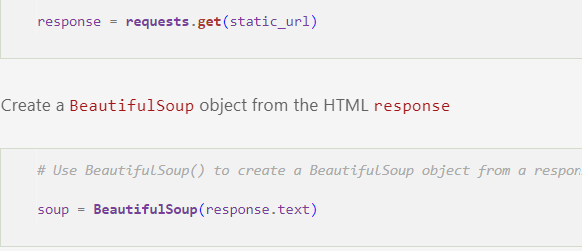 response = requests.get(static_url)
Create a BeautifulSoup object from the HTML response
# Use BeautifulSoup() to create a BeautifulSoup object from a
soup = BeautifulSoup(response.text)